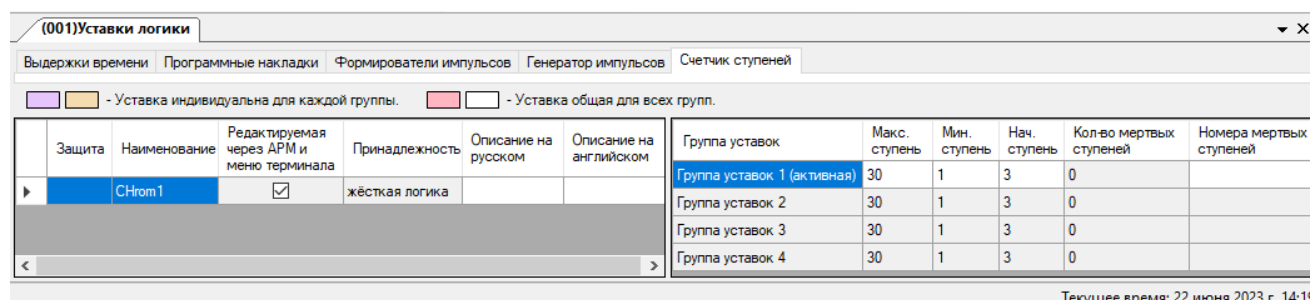 (001)Уставки логики
Выдержки времени Программные накладки Формирователи импульсов Генератор импульсов Счетчик ступеней
- Уставка индивидуальна для каждой группы. - Уставка общая для всех групп.
Защита Наименование Редактируемая через АРМ и меню терминала Принадлежность Описание на русском Описание на английском
CHrom1 жёсткая логика
Группа уставок Макс. ступень Мин. ступень Нач. ступень Кол-во мертвых ступеней Номера мертвых ступеней
Группа уставок 1 (активная) 30 1 3 0
Группа уставок 2 30 1 3 0
Группа уставок 3 30 1 3 0
Группа уставок 4 30 1 3 0
Текущее время: 22 июня 2023 г. 14:19